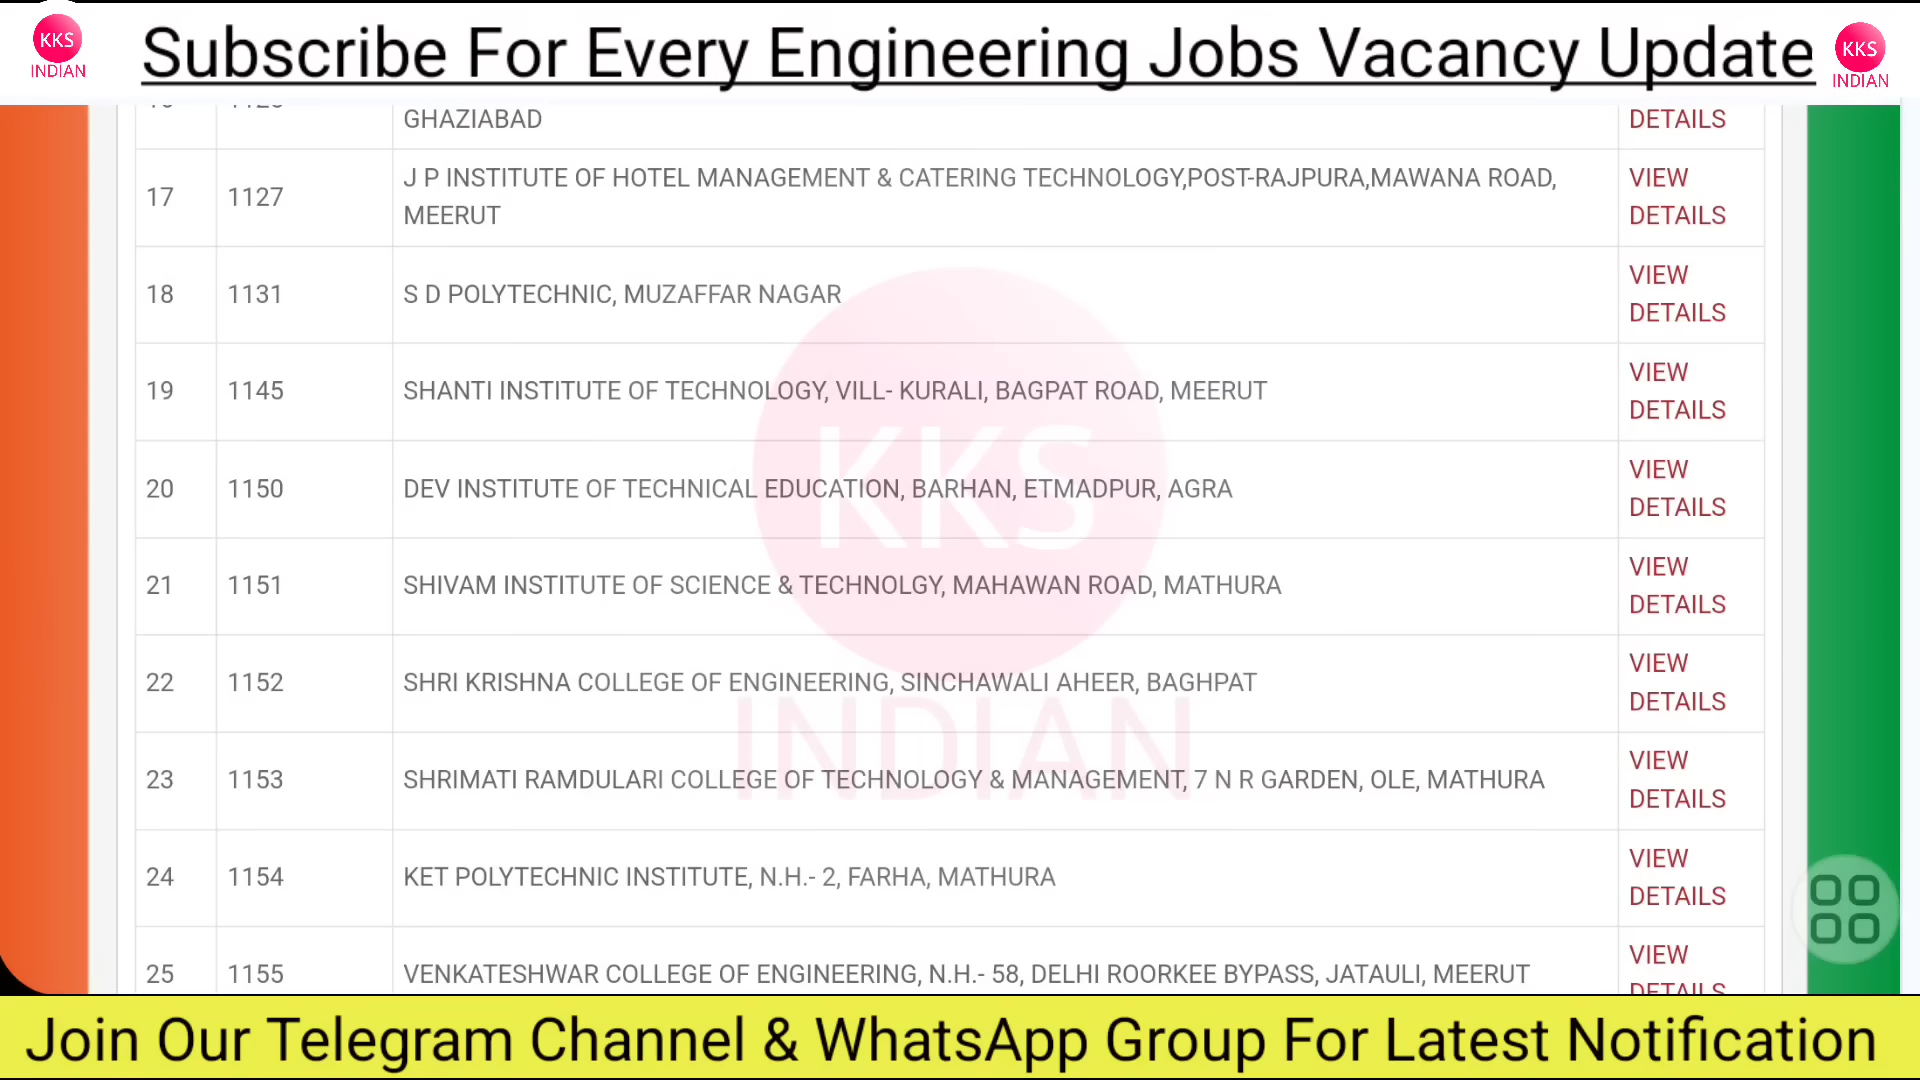 KKS
INDIAN
Subscribe For Every Engineering Jobs Vacancy Update
KKS
INDIAN
GHAZIABAD
DETAILS
17 1127 J P INSTITUTE OF HOTEL MANAGEMENT & CATERING TECHNOLOGY,POST-RAJPURA,MAWANA ROAD,
MEERUT
VIEW
DETAILS
18 1131 S D POLYTECHNIC, MUZAFFAR NAGAR
VIEW
DETAILS
19 1145 SHANTI INSTITUTE OF TECHNOLOGY, VILL- KURALI, BAGPAT ROAD, MEERUT
VIEW
DETAILS
20 1150 DEV INSTITUTE OF TECHNICAL EDUCATION, BARHAN, ETMADPUR, AGRA
VIEW
DETAILS
21 1151 SHIVAM INSTITUTE OF SCIENCE & TECHNOLGY, MAHAWAN ROAD, MATHURA
VIEW
DETAILS
22 1152 SHRI KRISHNA COLLEGE OF ENGINEERING, SINCHAWALI AHEER, BAGHPAT
VIEW
DETAILS
23 1153 SHRIMATI RAMDULARI COLLEGE OF TECHNOLOGY & MANAGEMENT, 7 N R GARDEN, OLE, MATHURA
VIEW
DETAILS
24 1154 KET POLYTECHNIC INSTITUTE, N.H.- 2, FARHA, MATHURA
VIEW
DETAILS
25 1155 VENKATESHWAR COLLEGE OF ENGINEERING, N.H.- 58, DELHI ROORKEE BYPASS, JATAULI, MEERUT
VIEW
DETAILS
KKS
INDIAN
Join Our Telegram Channel & WhatsApp Group For Latest Notification